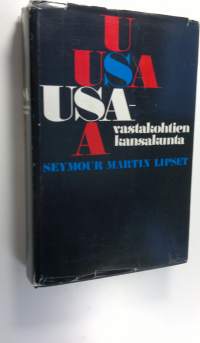 U
USA
USA-
A
vastakohtien
kansakunta
SEYMOUR MARTIN LIPSET